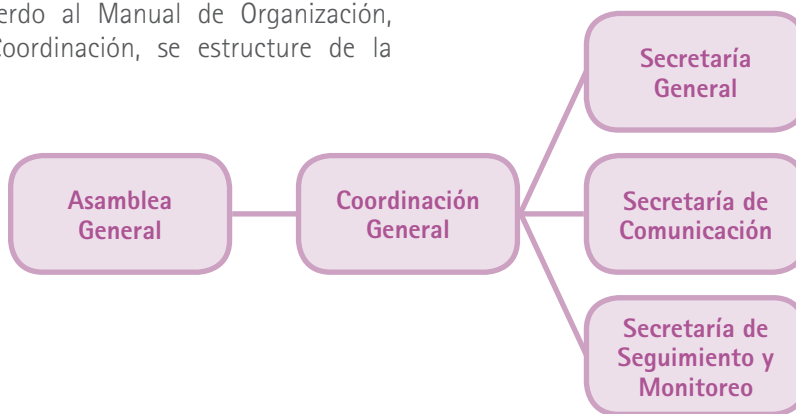 erdo al Manual de Organización,
Coordinación, se estructure de la
Secretaría
General
Asamblea
General
Coordinación
General
Secretaría de
Comunicación
Secretaría de
Seguimiento y
Monitoreo